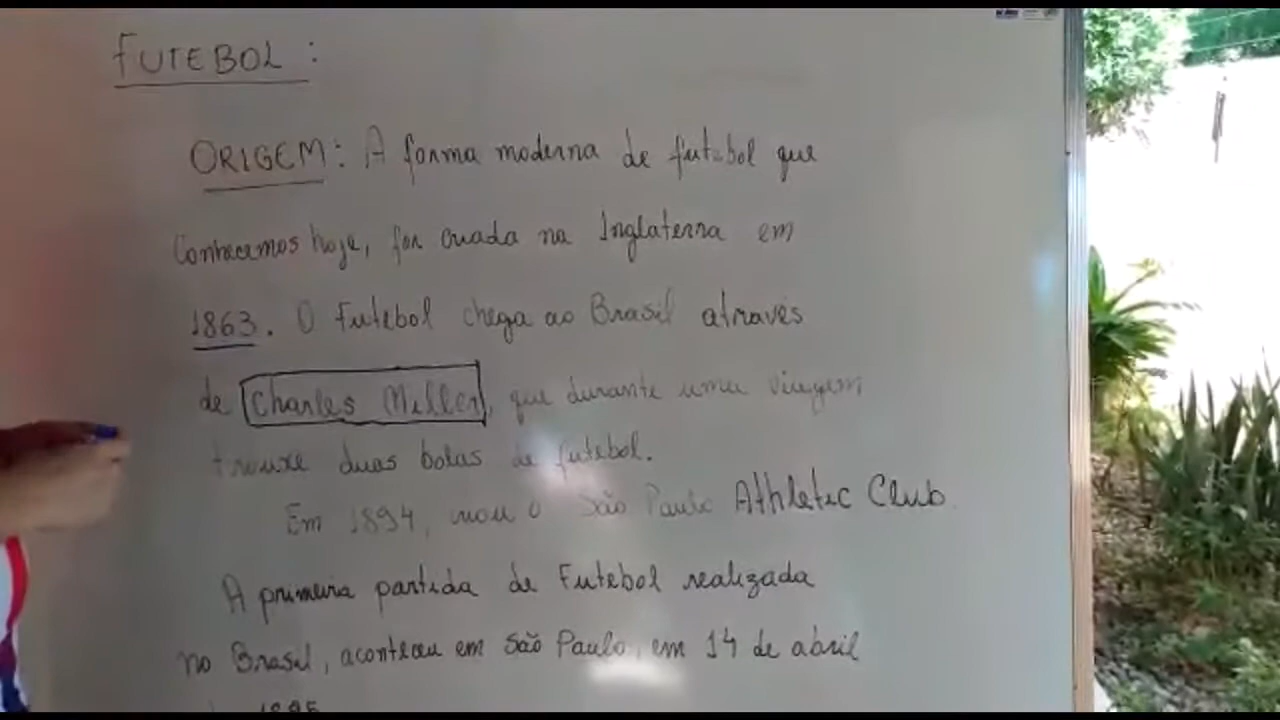 FUTEBOL:
ORIGEM: A forma moderna de futebol que
Conhecemos hoje, foi criada na Inglaterra em
1863. O Futebol chega ao Brasil através
de Charles Miller, que durante uma viagem
trouxe duas bolas de futebol.
Em 1894, criou o São Paulo Athletic Club.
A primeira partida de Futebol realizada
no Brasil, aconteceu em São Paulo, em 14 de abril
1895